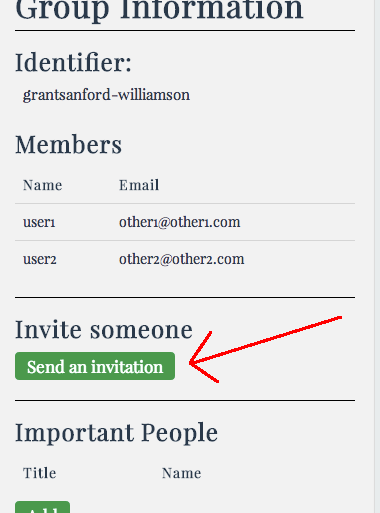 Group Information
Identifier:
grantsanford-williamson
Members
Name Email
user1 other1@other1.com
user2 other2@other2.com
Invite someone
Send an invitation
Important People
Title Name
Add